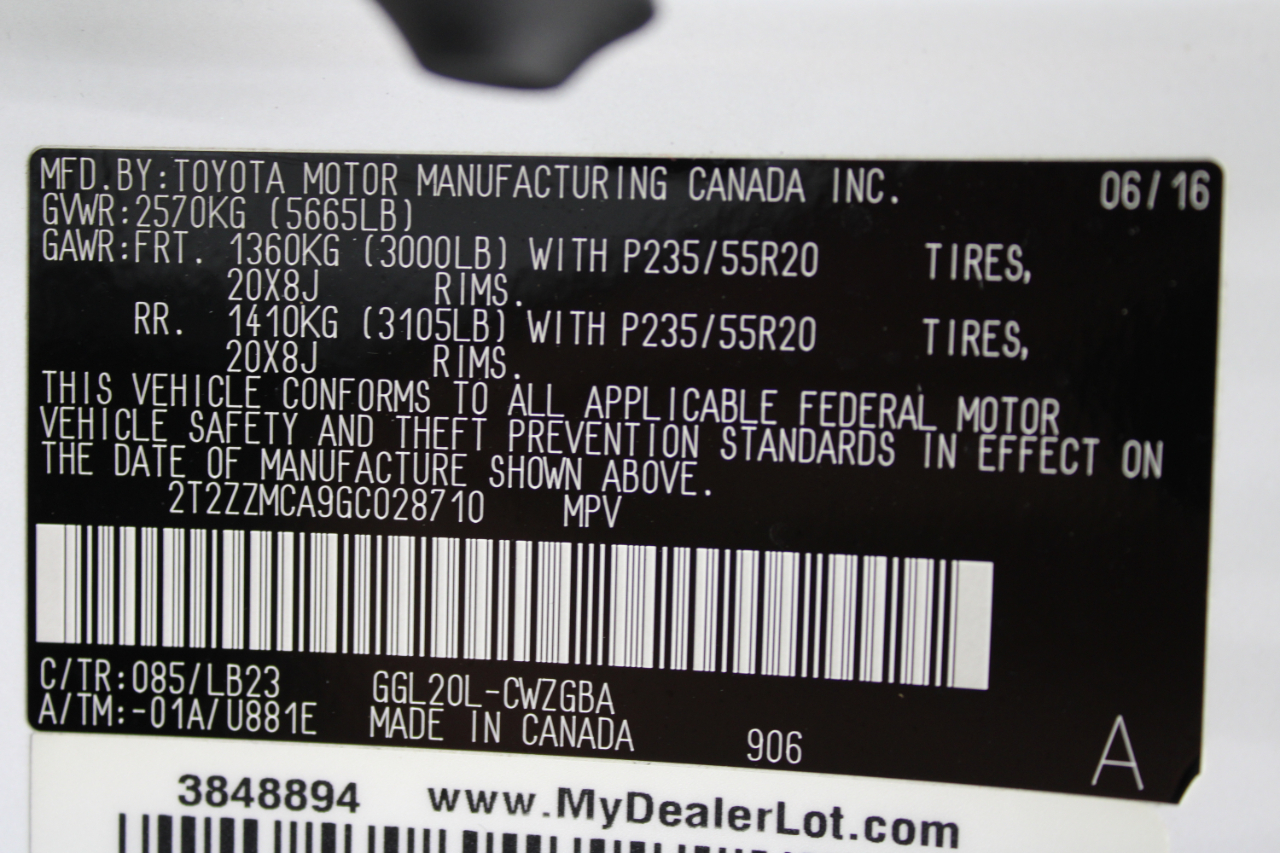 MFD.BY:TOYOTA MOTOR MANUFACTURING CANADA INC. 06/16
GVWR:2570KG (5665LB)
GAWR:FRT. 1360KG (3000LB) WITH P235/55R20 TIRES,
20X8J RIMS.
RR. 1410KG (3105LB) WITH P235/55R20 TIRES,
20X8J RIMS.
THIS VEHICLE CONFORMS TO ALL APPLICABLE FEDERAL MOTOR
VEHICLE SAFETY AND THEFT PREVENTION STANDARDS IN EFFECT ON
THE DATE OF MANUFACTURE SHOWN ABOVE.
2T2ZZMCA9GC028710 MPV
C/TR:085/LB23 GGL20L-CWZGBA
A/TM:-01A/U881E MADE IN CANADA 906 A
3848894 www.MyDealerLot.com